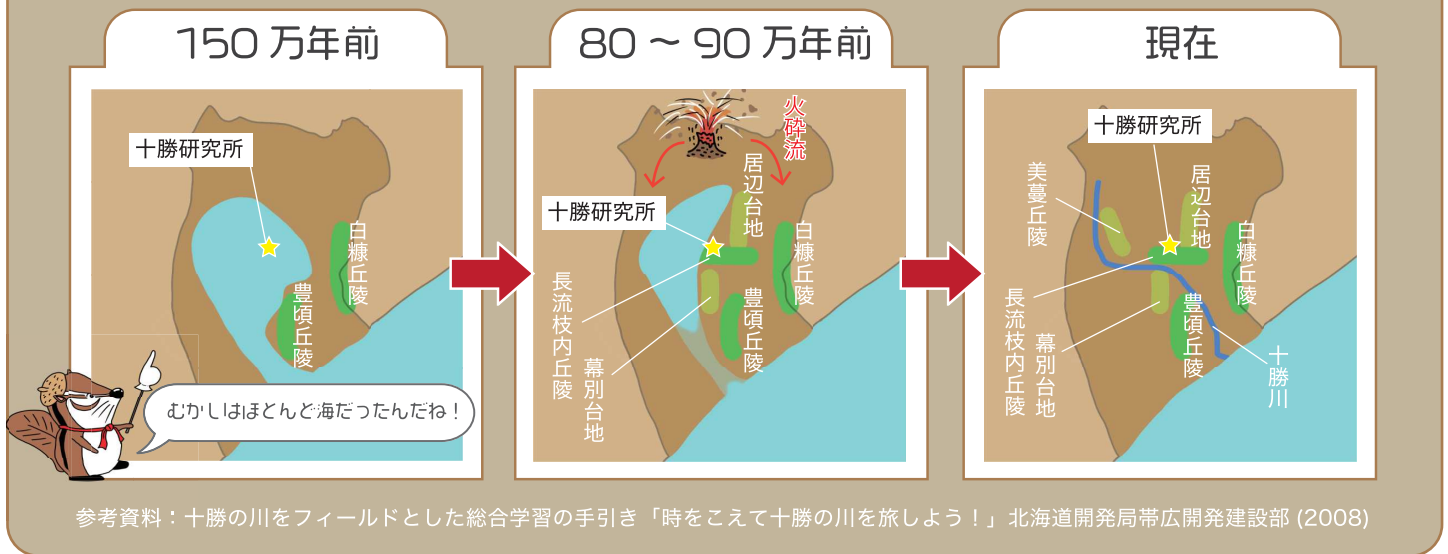 150万年前
十勝研究所
白糠丘陵
豊頃丘陵
むかしはほとんど海だったんだね！
80～90万年前
火砕流
居辺台地
十勝研究所
白糠丘陵
長流枝内丘陵
豊頃丘陵
幕別台地
現在
十勝研究所
美蔓丘陵
居辺台地
白糠丘陵
長流枝内丘陵
豊頃丘陵
幕別台地
十勝川
参考資料：十勝の川をフィールドとした総合学習の手引き「時をこえて十勝の川を旅しよう！」北海道開発局帯広開発建設部 (2008)